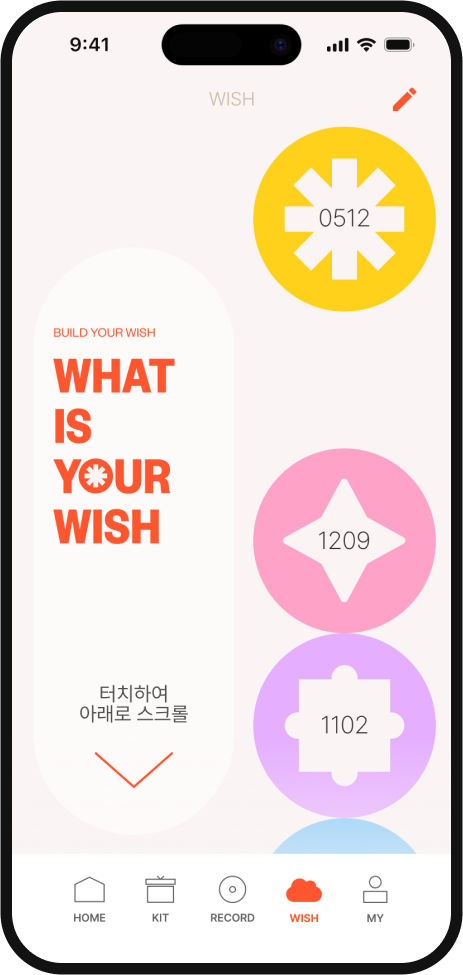 9:41
WISH
0512
BUILD YOUR WISH
WHAT
IS
YOUR
WISH
1209
터치하여
아래로 스크롤
1102
HOME KIT RECORD WISH MY